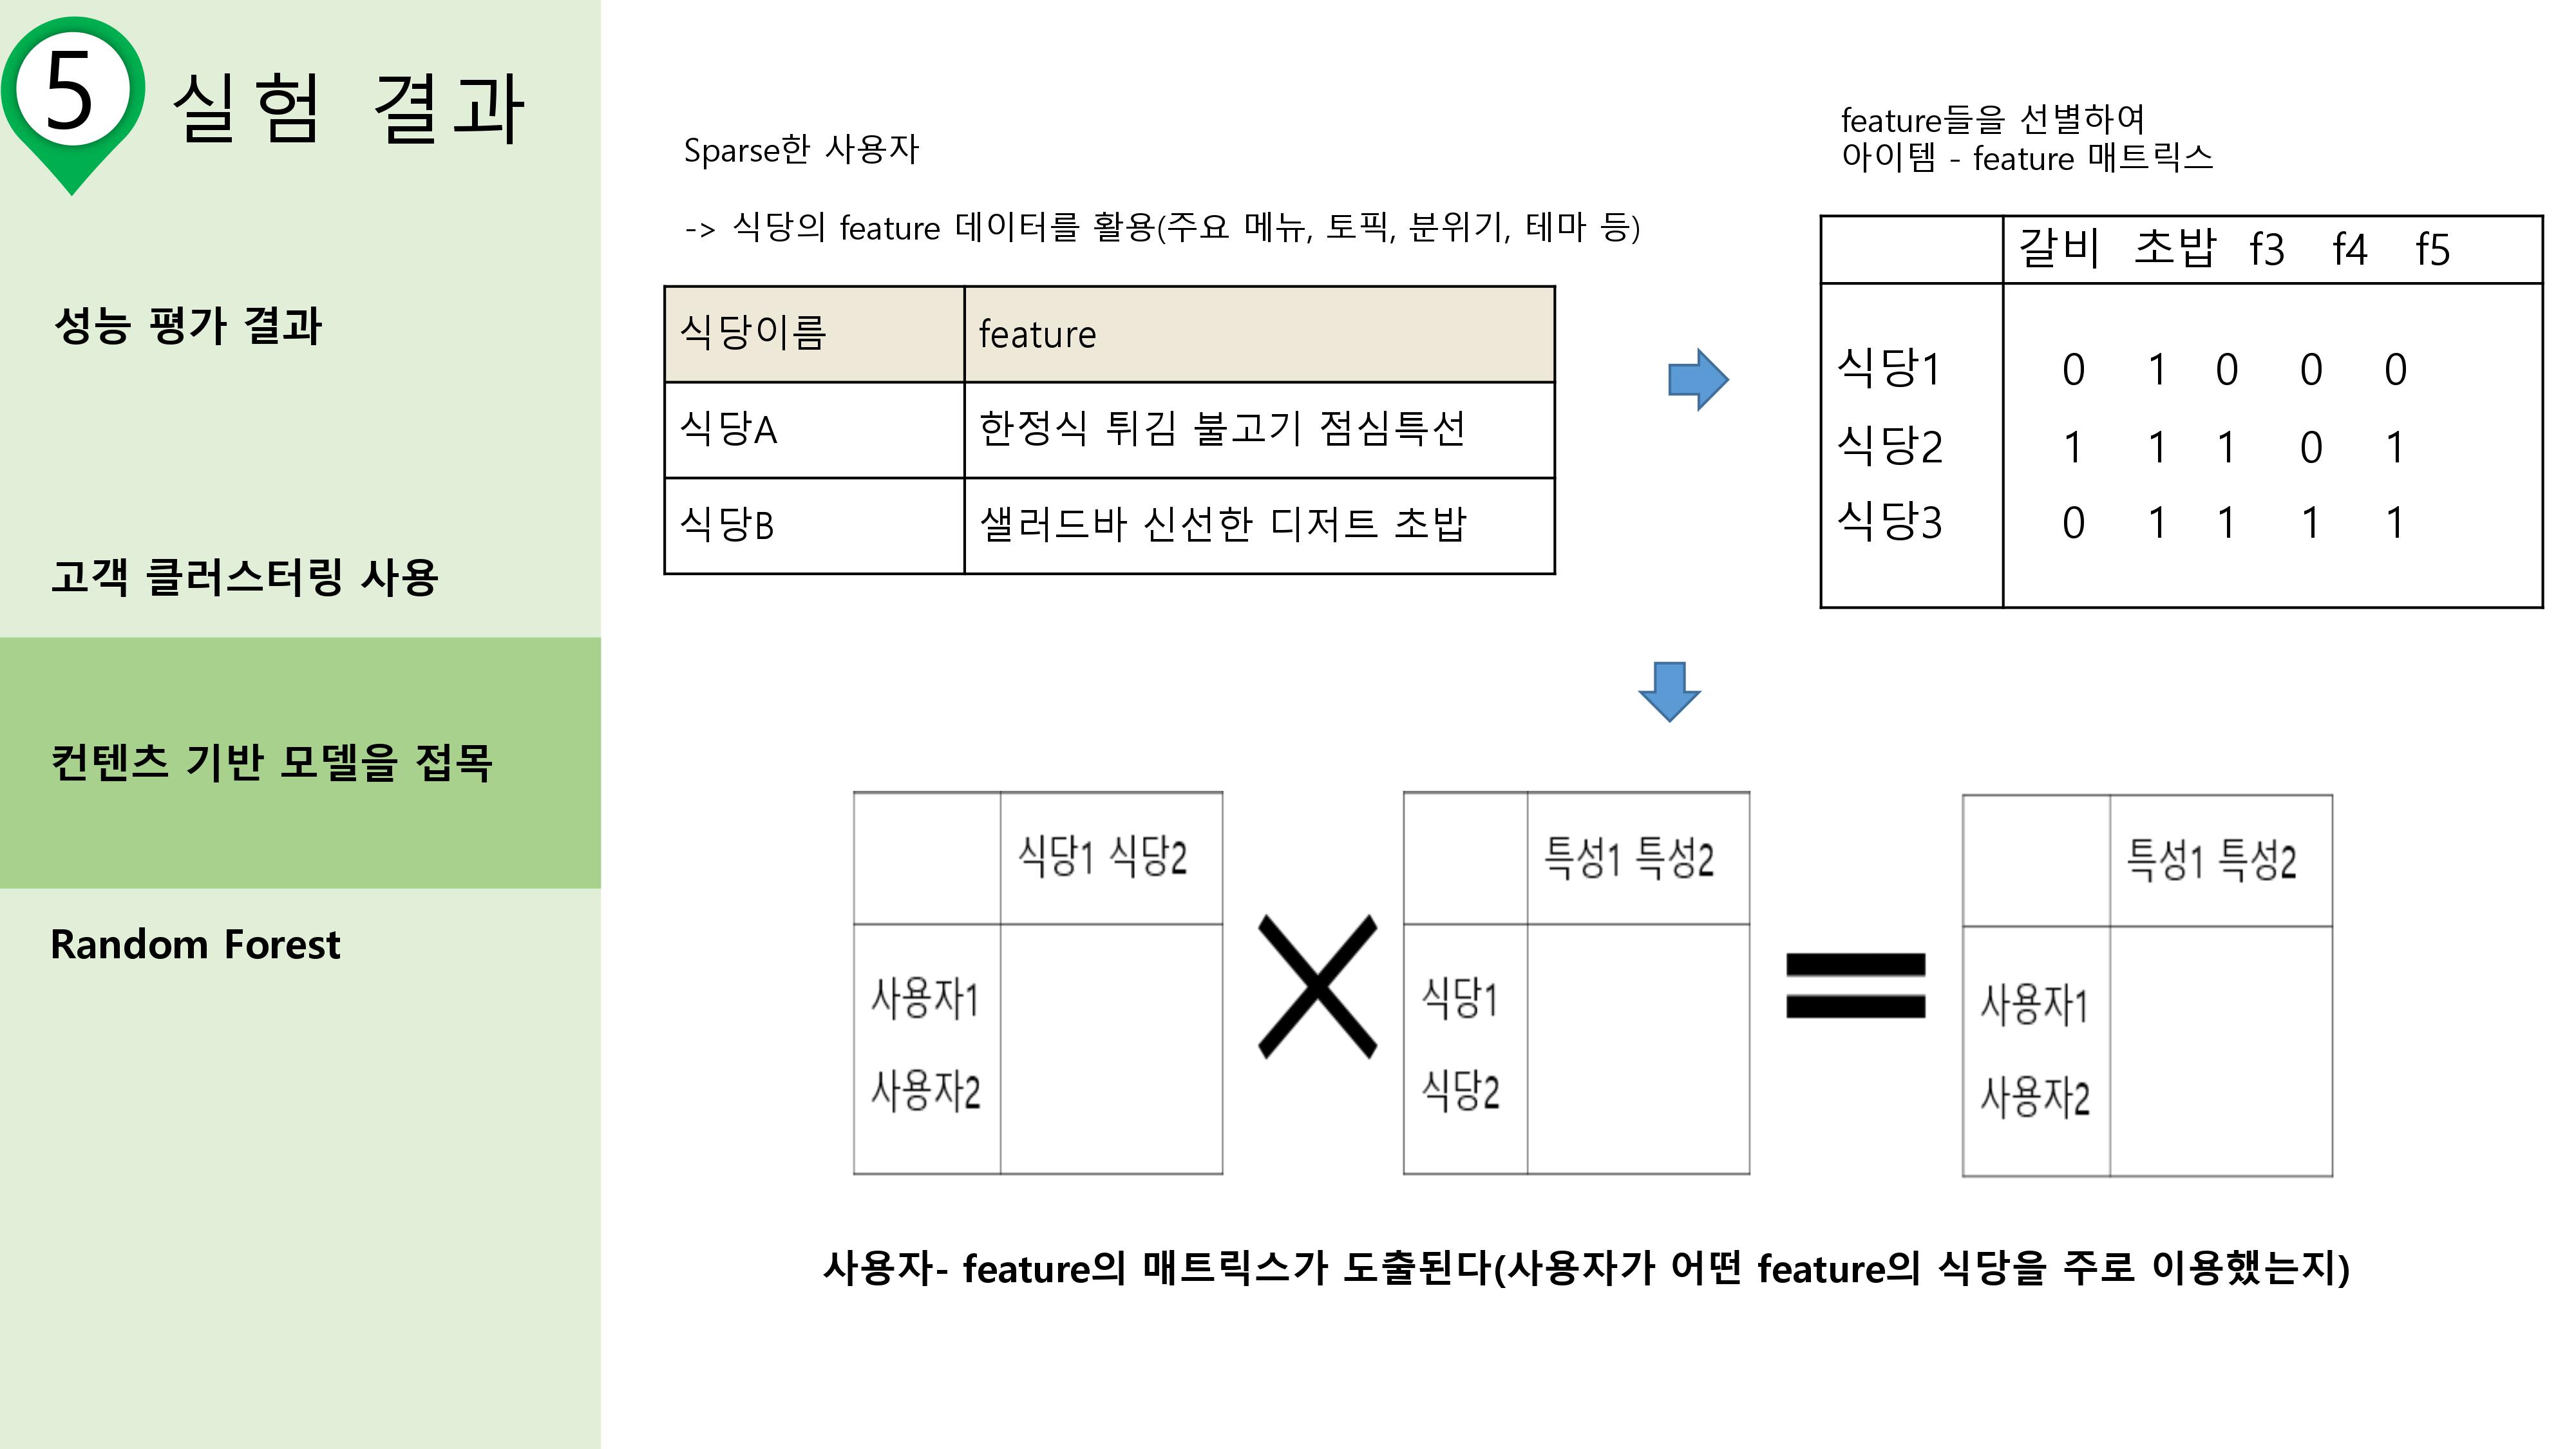 5
실험 결과
성능 평가 결과
고객 클러스터링 사용
컨텐츠 기반 모델을 접목
Random Forest
Sparse한 사용자
-> 식당의 feature 데이터를 활용(주요 메뉴, 토픽, 분위기, 테마 등)
식당이름 feature
식당A 한정식 튀김 불고기 점심특선
식당B 샐러드바 신선한 디저트 초밥
feature들을 선별하여
아이템 - feature 매트릭스
갈비 초밥 f3 f4 f5
식당1 0 1 0 0 0
식당2 1 1 1 0 1
식당3 0 1 1 1 1
식당1 식당2
사용자1
사용자2
특성1 특성2
식당1
식당2
특성1 특성2
사용자1
사용자2
사용자- feature의 매트릭스가 도출된다(사용자가 어떤 feature의 식당을 주로 이용했는지)